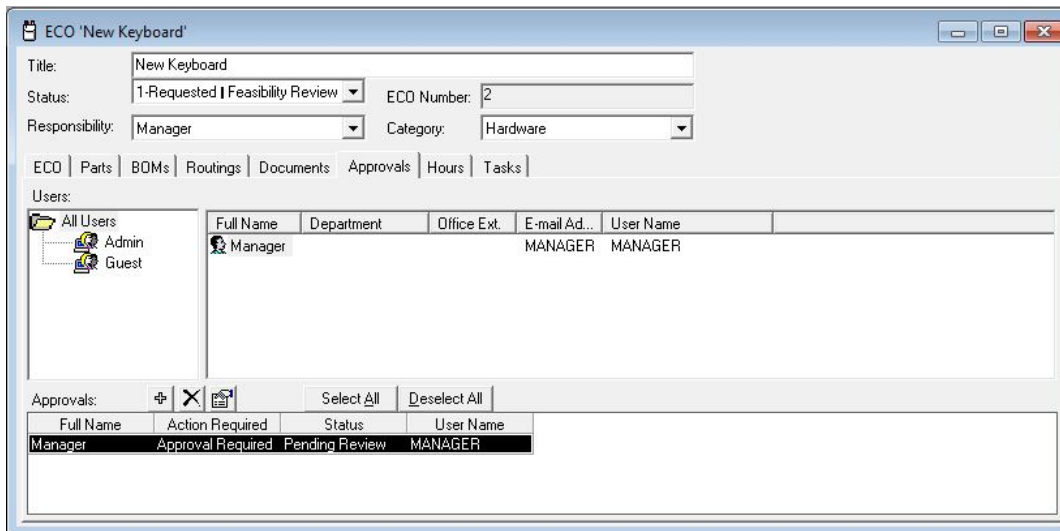 ECO 'New Keyboard'
Title: New Keyboard
Status: 1-Requested | Feasibility Review ECO Number: 2
Responsibility: Manager Category: Hardware
ECO Parts BOMs Routings Documents Approvals Hours Tasks
Users:
All Users
Admin
Guest
Full Name Department Office Ext. E-mail Ad... User Name
Manager MANAGER MANAGER
Approvals: Select All Deselect All
Full Name Action Required Status User Name
Manager Approval Required Pending Review MANAGER